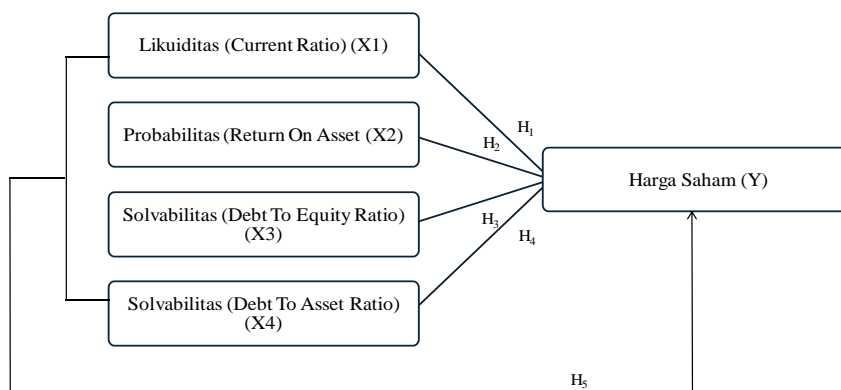 Likuiditas (Current Ratio) (X1)
H₁
Probabilitas (Return On Asset (X2)
H₂
Harga Saham (Y)
Solvabilitas (Debt To Equity Ratio)
(X3)
H₃
H₄
Solvabilitas (Debt To Asset Ratio)
(X4)
H₅